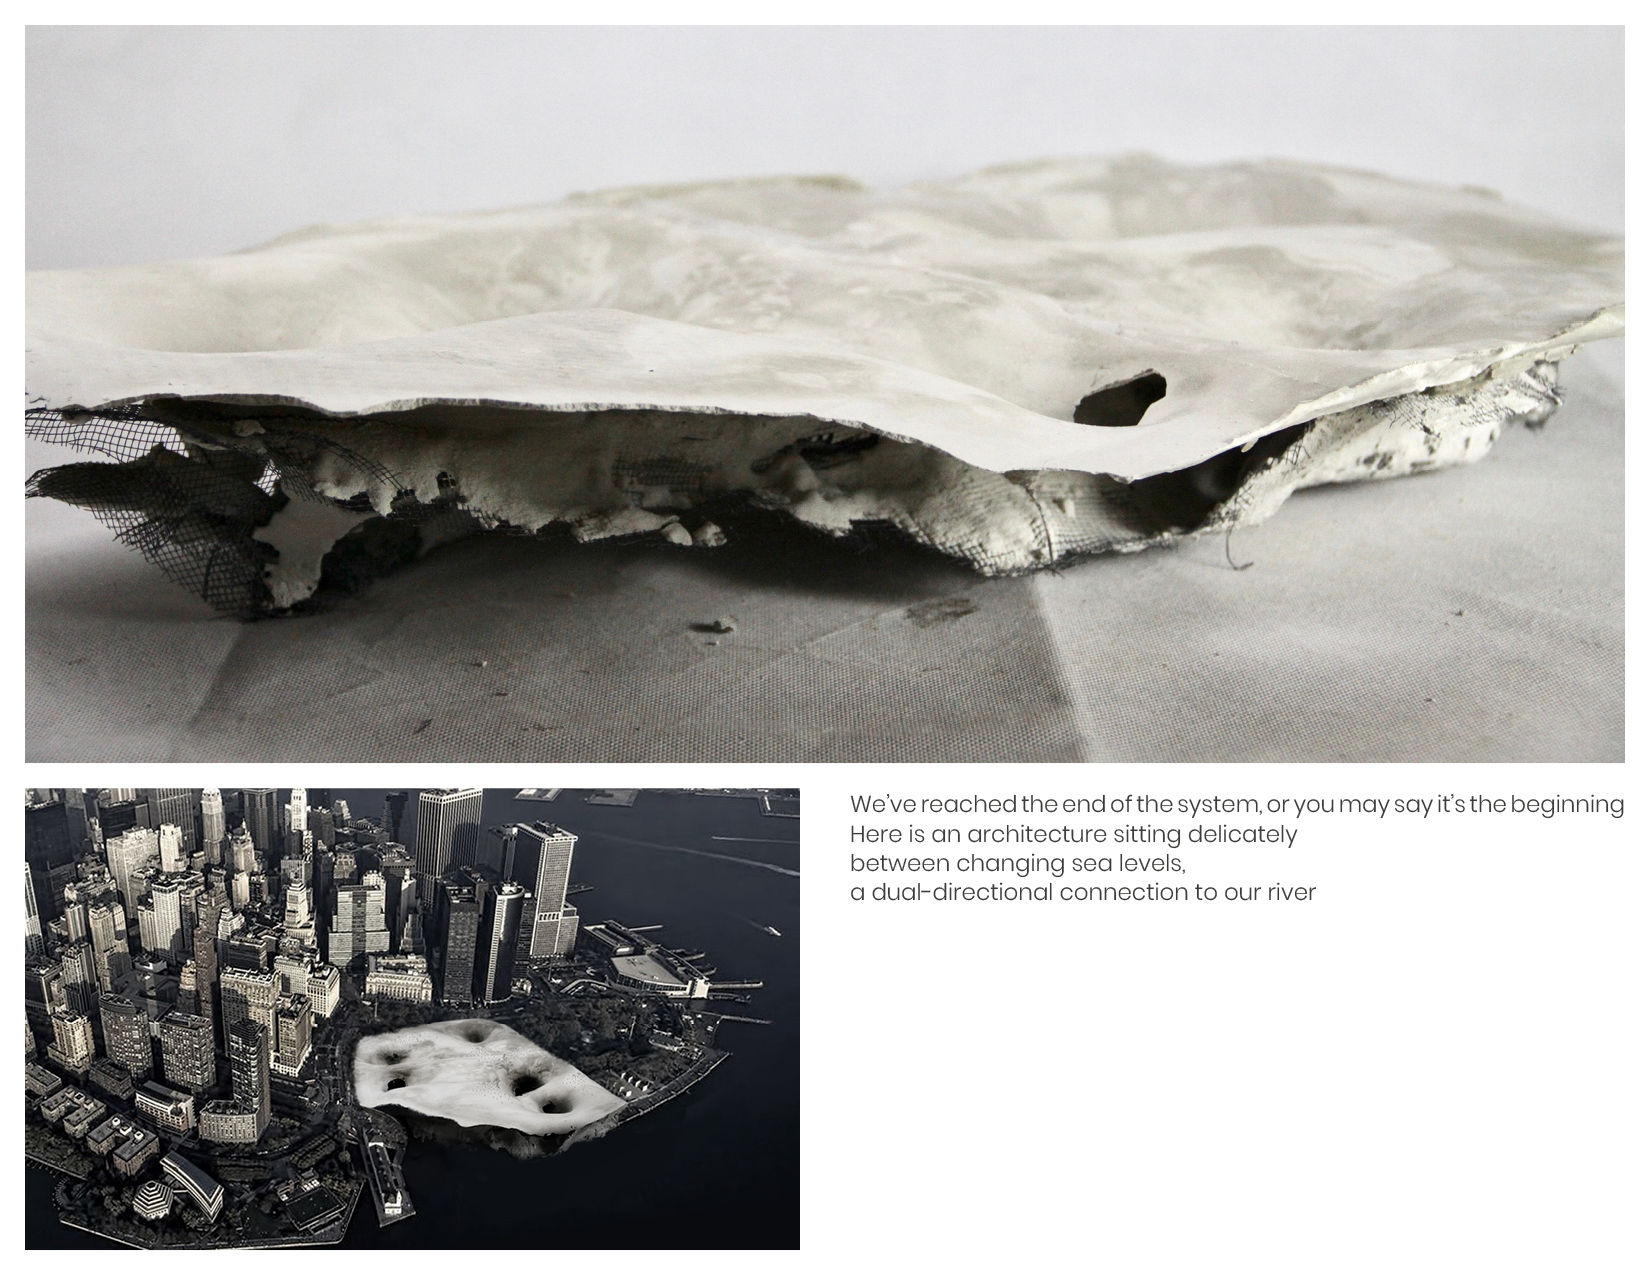 We’ve reached the end of the system, or you may say it’s the beginning
Here is an architecture sitting delicately
between changing sea levels,
a dual-directional connection to our river